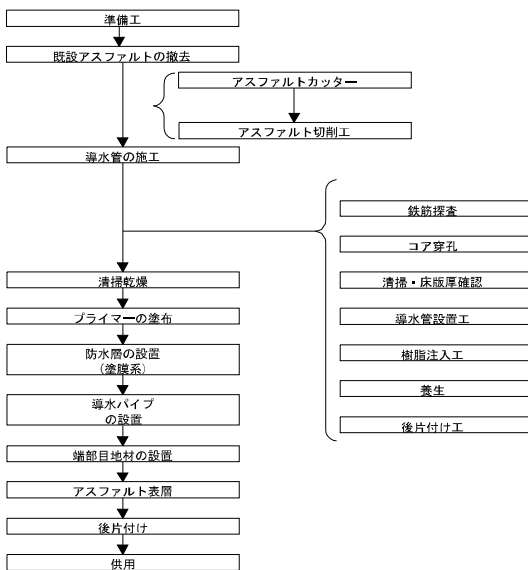 準備工
既設アスファルトの撤去
アスファルトカッター
アスファルト切削工
導水管の施工
鉄筋探査
コア穿孔
清掃・床版厚確認
導水管設置工
樹脂注入工
養生
後片付け工
清掃乾燥
プライマーの塗布
防水層の設置
(塗膜系)
導水パイプ
の設置
端部目地材の設置
アスファルト表層
後片付け
供用